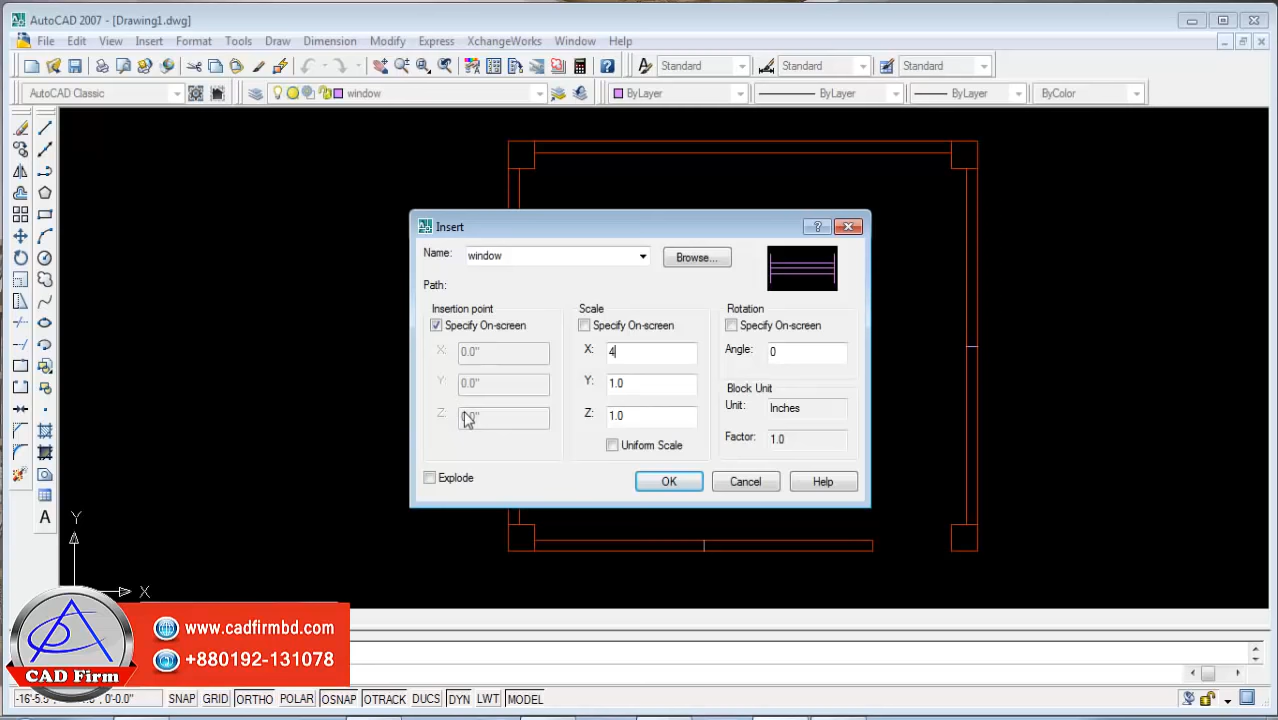 AutoCAD 2007 - [Drawing1.dwg]
File Edit View Insert Format Tools Draw Dimension Modify Express XchangeWorks Window Help
Standard Standard Standard
AutoCAD Classic window ByLayer ByLayer ByLayer ByColor
Insert
Name: window Browse...
Path:
Insertion point Scale Rotation
Specify On-screen Specify On-screen Specify On-screen
X: 0.0" X: 4 Angle: 0
Y: 0.0" Y: 1.0 Block Unit
Unit: Inches
Z: 0.0" Z: 1.0
Factor: 1.0
Uniform Scale
Explode OK Cancel Help
A
Y
X
www.cadfirmbd.com
+880192-131078
CAD Firm
SNAP GRID ORTHO POLAR OSNAP OTRACK DUCS DYN LWT MODEL